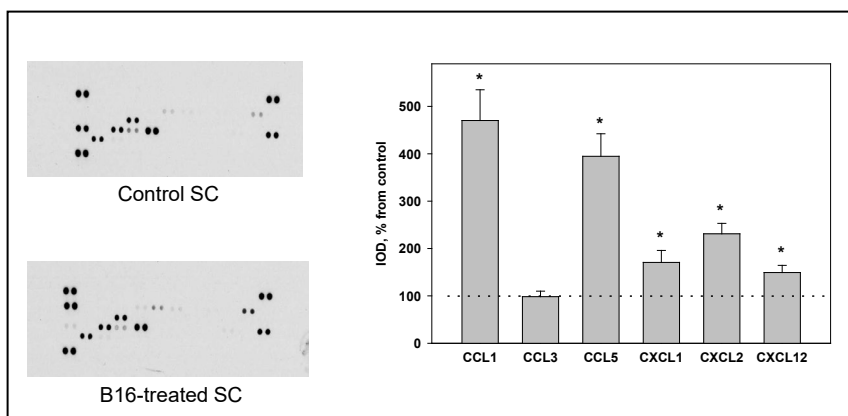 Control SC
B16-treated SC
IOD, % from control
500
400
300
200
100
0
*
*
*
*
*
CCL1
CCL3
CCL5
CXCL1
CXCL2
CXCL12